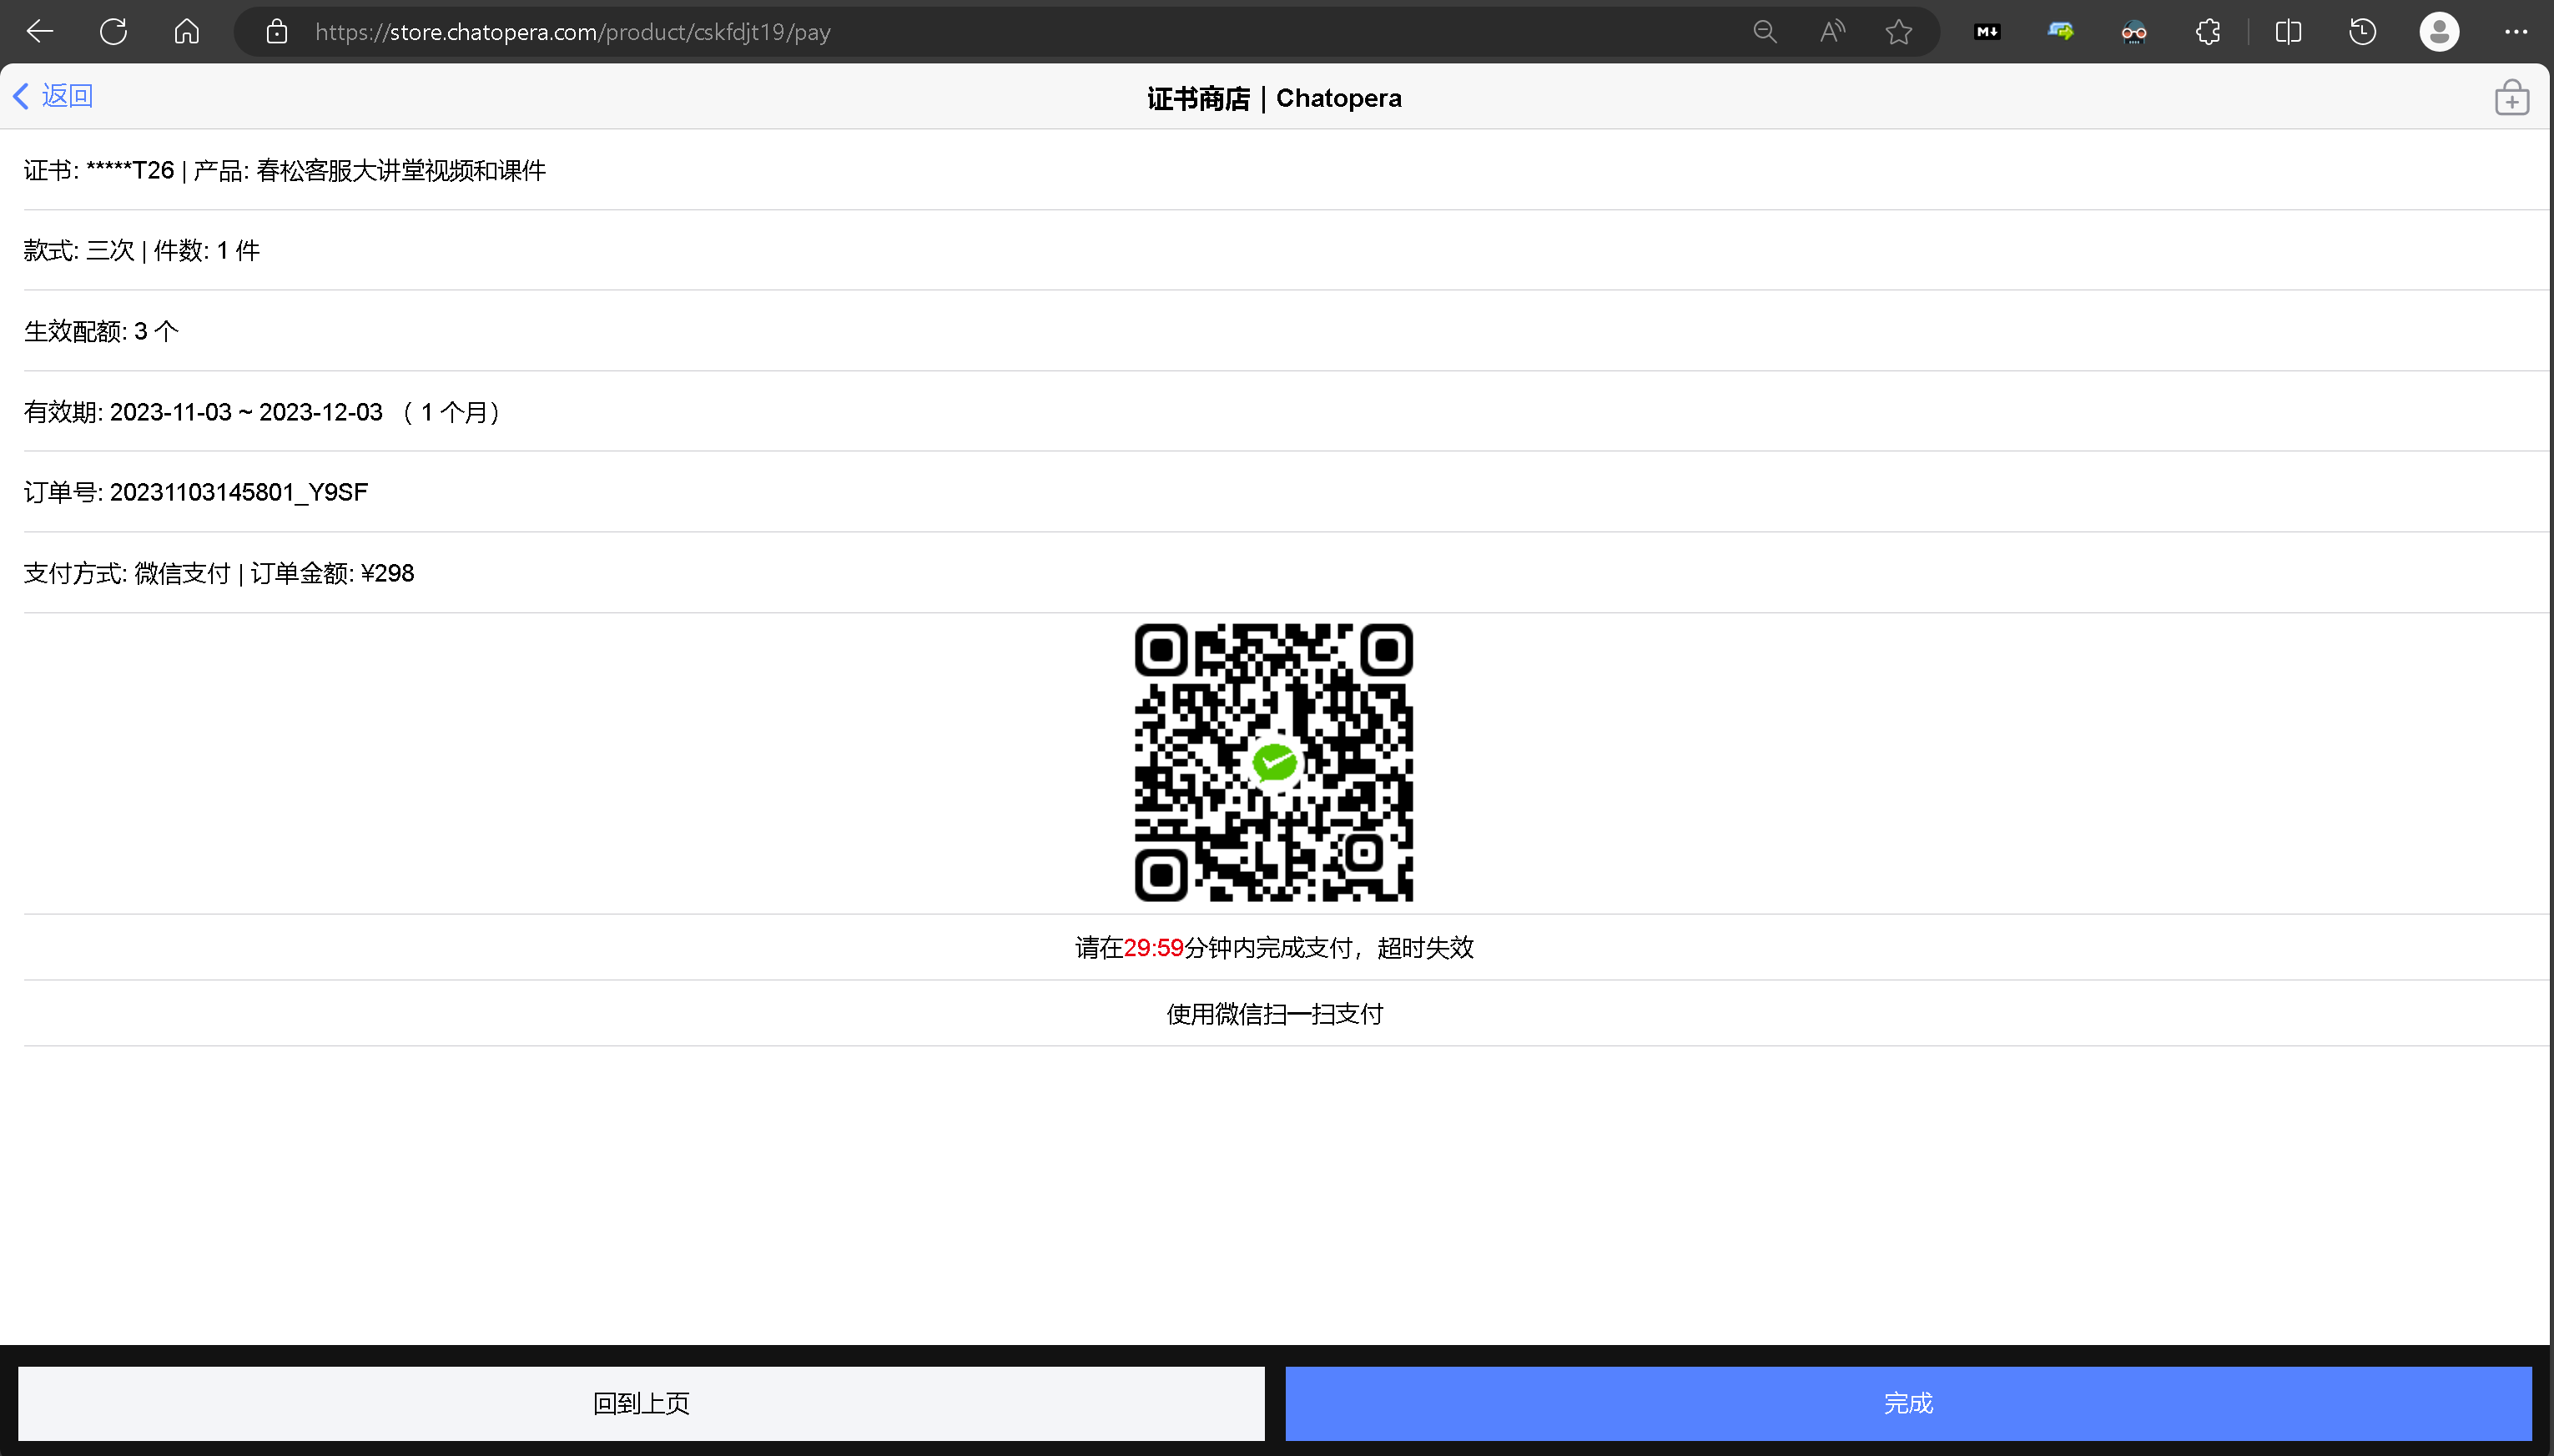 https://store.chatopera.com/product/cskfdjt19/pay
M↓
返回
证书商店 | Chatopera
证书: *****T26 | 产品: 春松客服大讲堂视频和课件
款式: 三次 | 件数: 1 件
生效配额: 3 个
有效期: 2023-11-03 ~ 2023-12-03 （ 1 个月）
订单号: 20231103145801_Y9SF
支付方式: 微信支付 | 订单金额: ¥298
请在29:59分钟内完成支付，超时失效
使用微信扫一扫支付
回到上页
完成